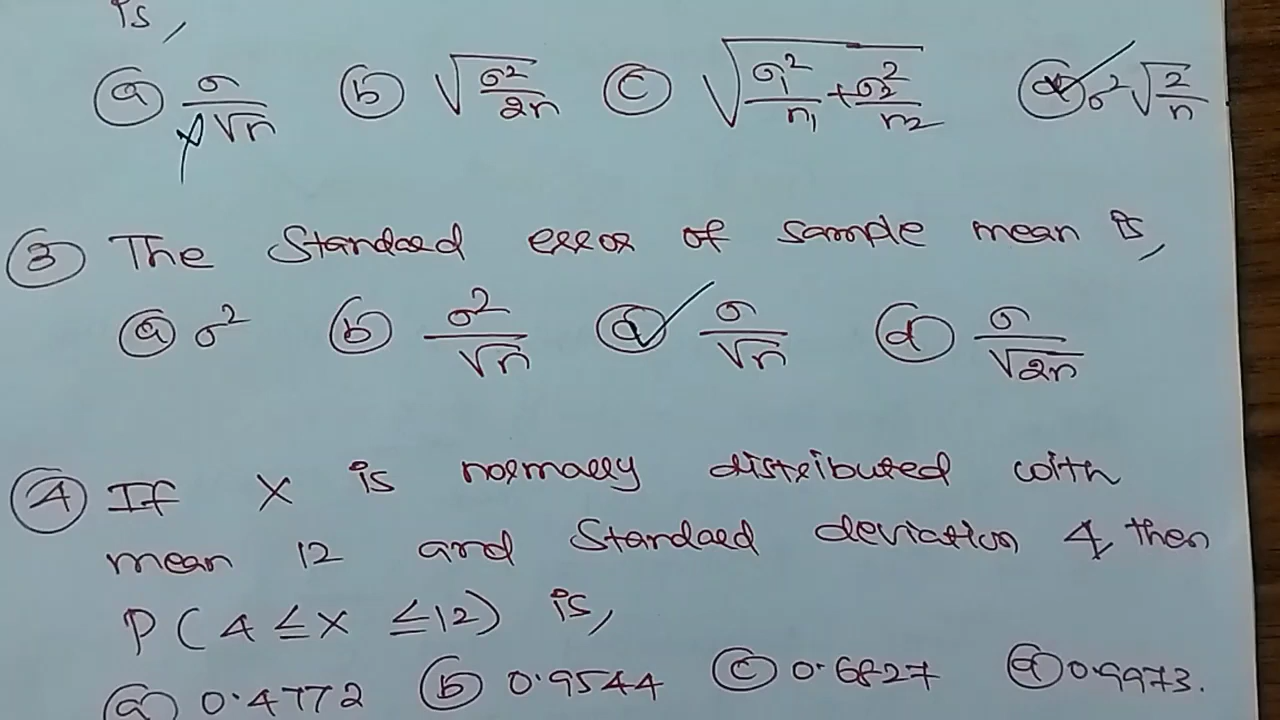 is,
ⓐ σ/√n ⓑ √(σ²/2n) ⓒ √(σ₁²/n₁ + σ₂²/n₂) ⓓ σ²√(2/n)
③ The Standard error of sample mean is,
ⓐ σ² ⓑ σ²/√n σ/√n ⓓ σ/√2n
④ If X is normally distributed with
mean 12 and Standard deviation 4, then
P(4 ≤ X ≤ 12) is,
ⓐ 0.4772 ⓑ 0.9544 ⓒ 0.6827 ⓓ 0.9973.